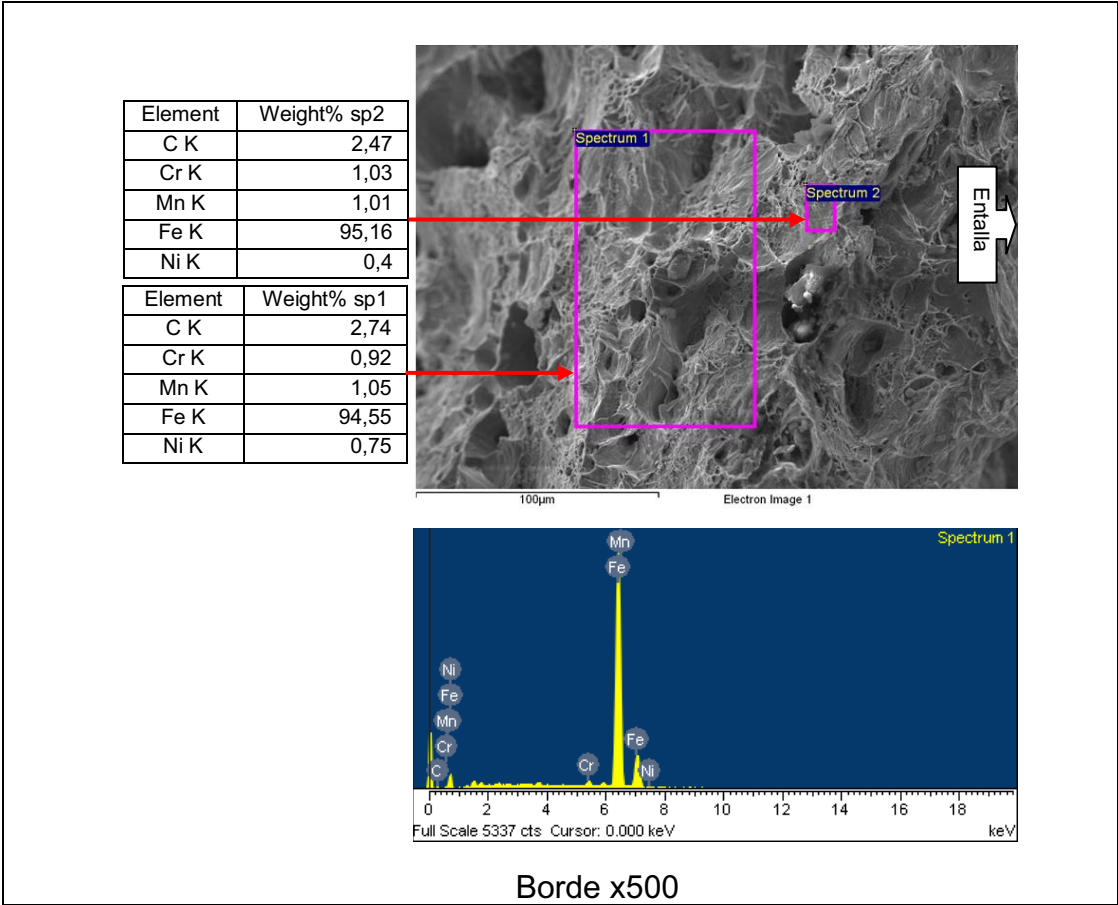 Element Weight% sp2
C K 2,47
Cr K 1,03
Mn K 1,01
Fe K 95,16
Ni K 0,4
Element Weight% sp1
C K 2,74
Cr K 0,92
Mn K 1,05
Fe K 94,55
Ni K 0,75
Spectrum 1
Spectrum 2
Entalla
100µm Electron Image 1
Spectrum 1
Mn
Fe
Ni
Fe
Mn
Cr
C
Cr
Fe
Ni
0 2 4 6 8 10 12 14 16 18
Full Scale 5337 cts Cursor: 0.000 keV keV
Borde x500